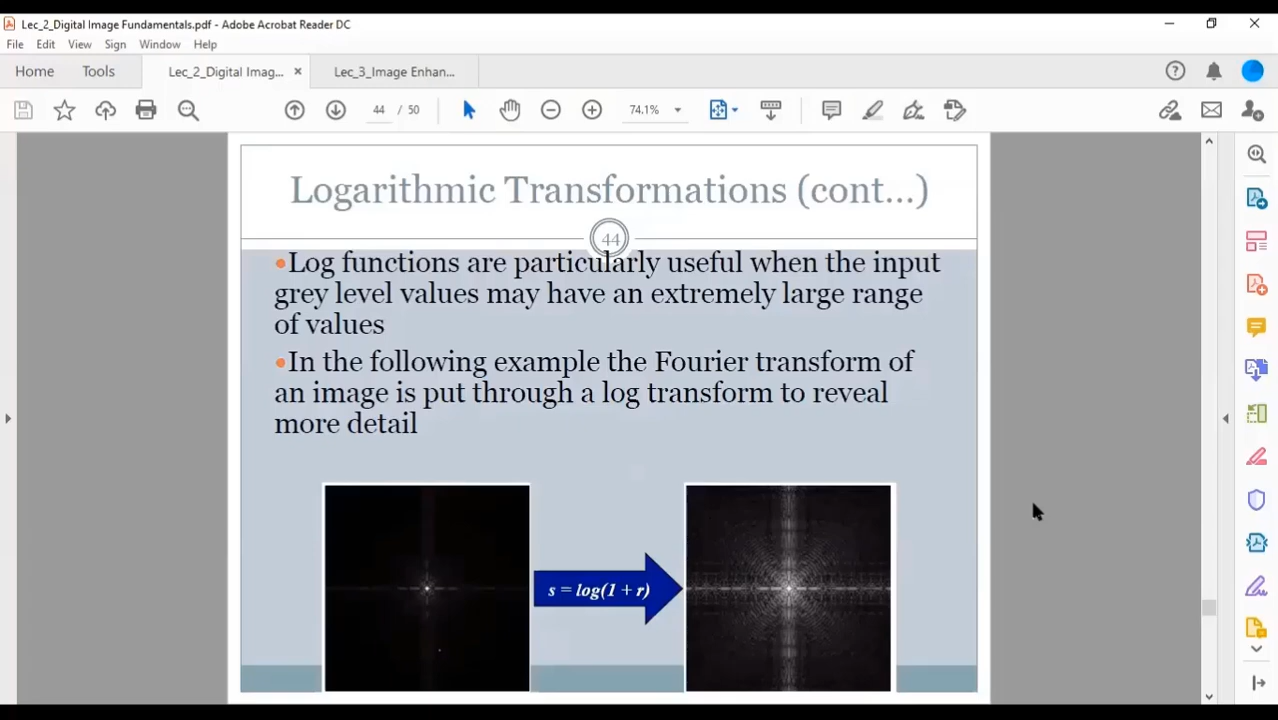 Lec_2_Digital Image Fundamentals.pdf - Adobe Acrobat Reader DC
File Edit View Sign Window Help
Home Tools Lec_2_Digital Imag... × Lec_3_Image Enhan...
44 / 50 74.1%
Logarithmic Transformations (cont...)
44
•Log functions are particularly useful when the input
grey level values may have an extremely large range
of values
•In the following example the Fourier transform of
an image is put through a log transform to reveal
more detail
s = log(1 + r)